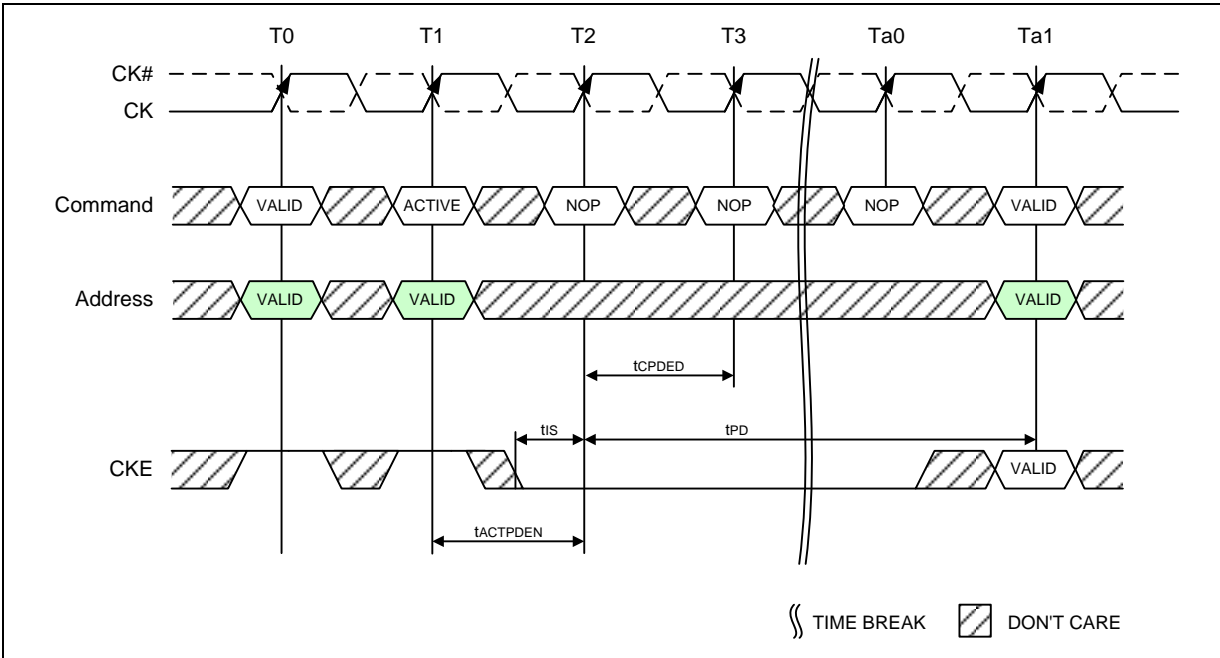 T0 T1 T2 T3 Ta0 Ta1
CK#
CK
Command VALID ACTIVE NOP NOP NOP VALID
Address VALID VALID VALID
tCPDED
tIS tPD
CKE VALID
tACTPDEN
TIME BREAK DON'T CARE